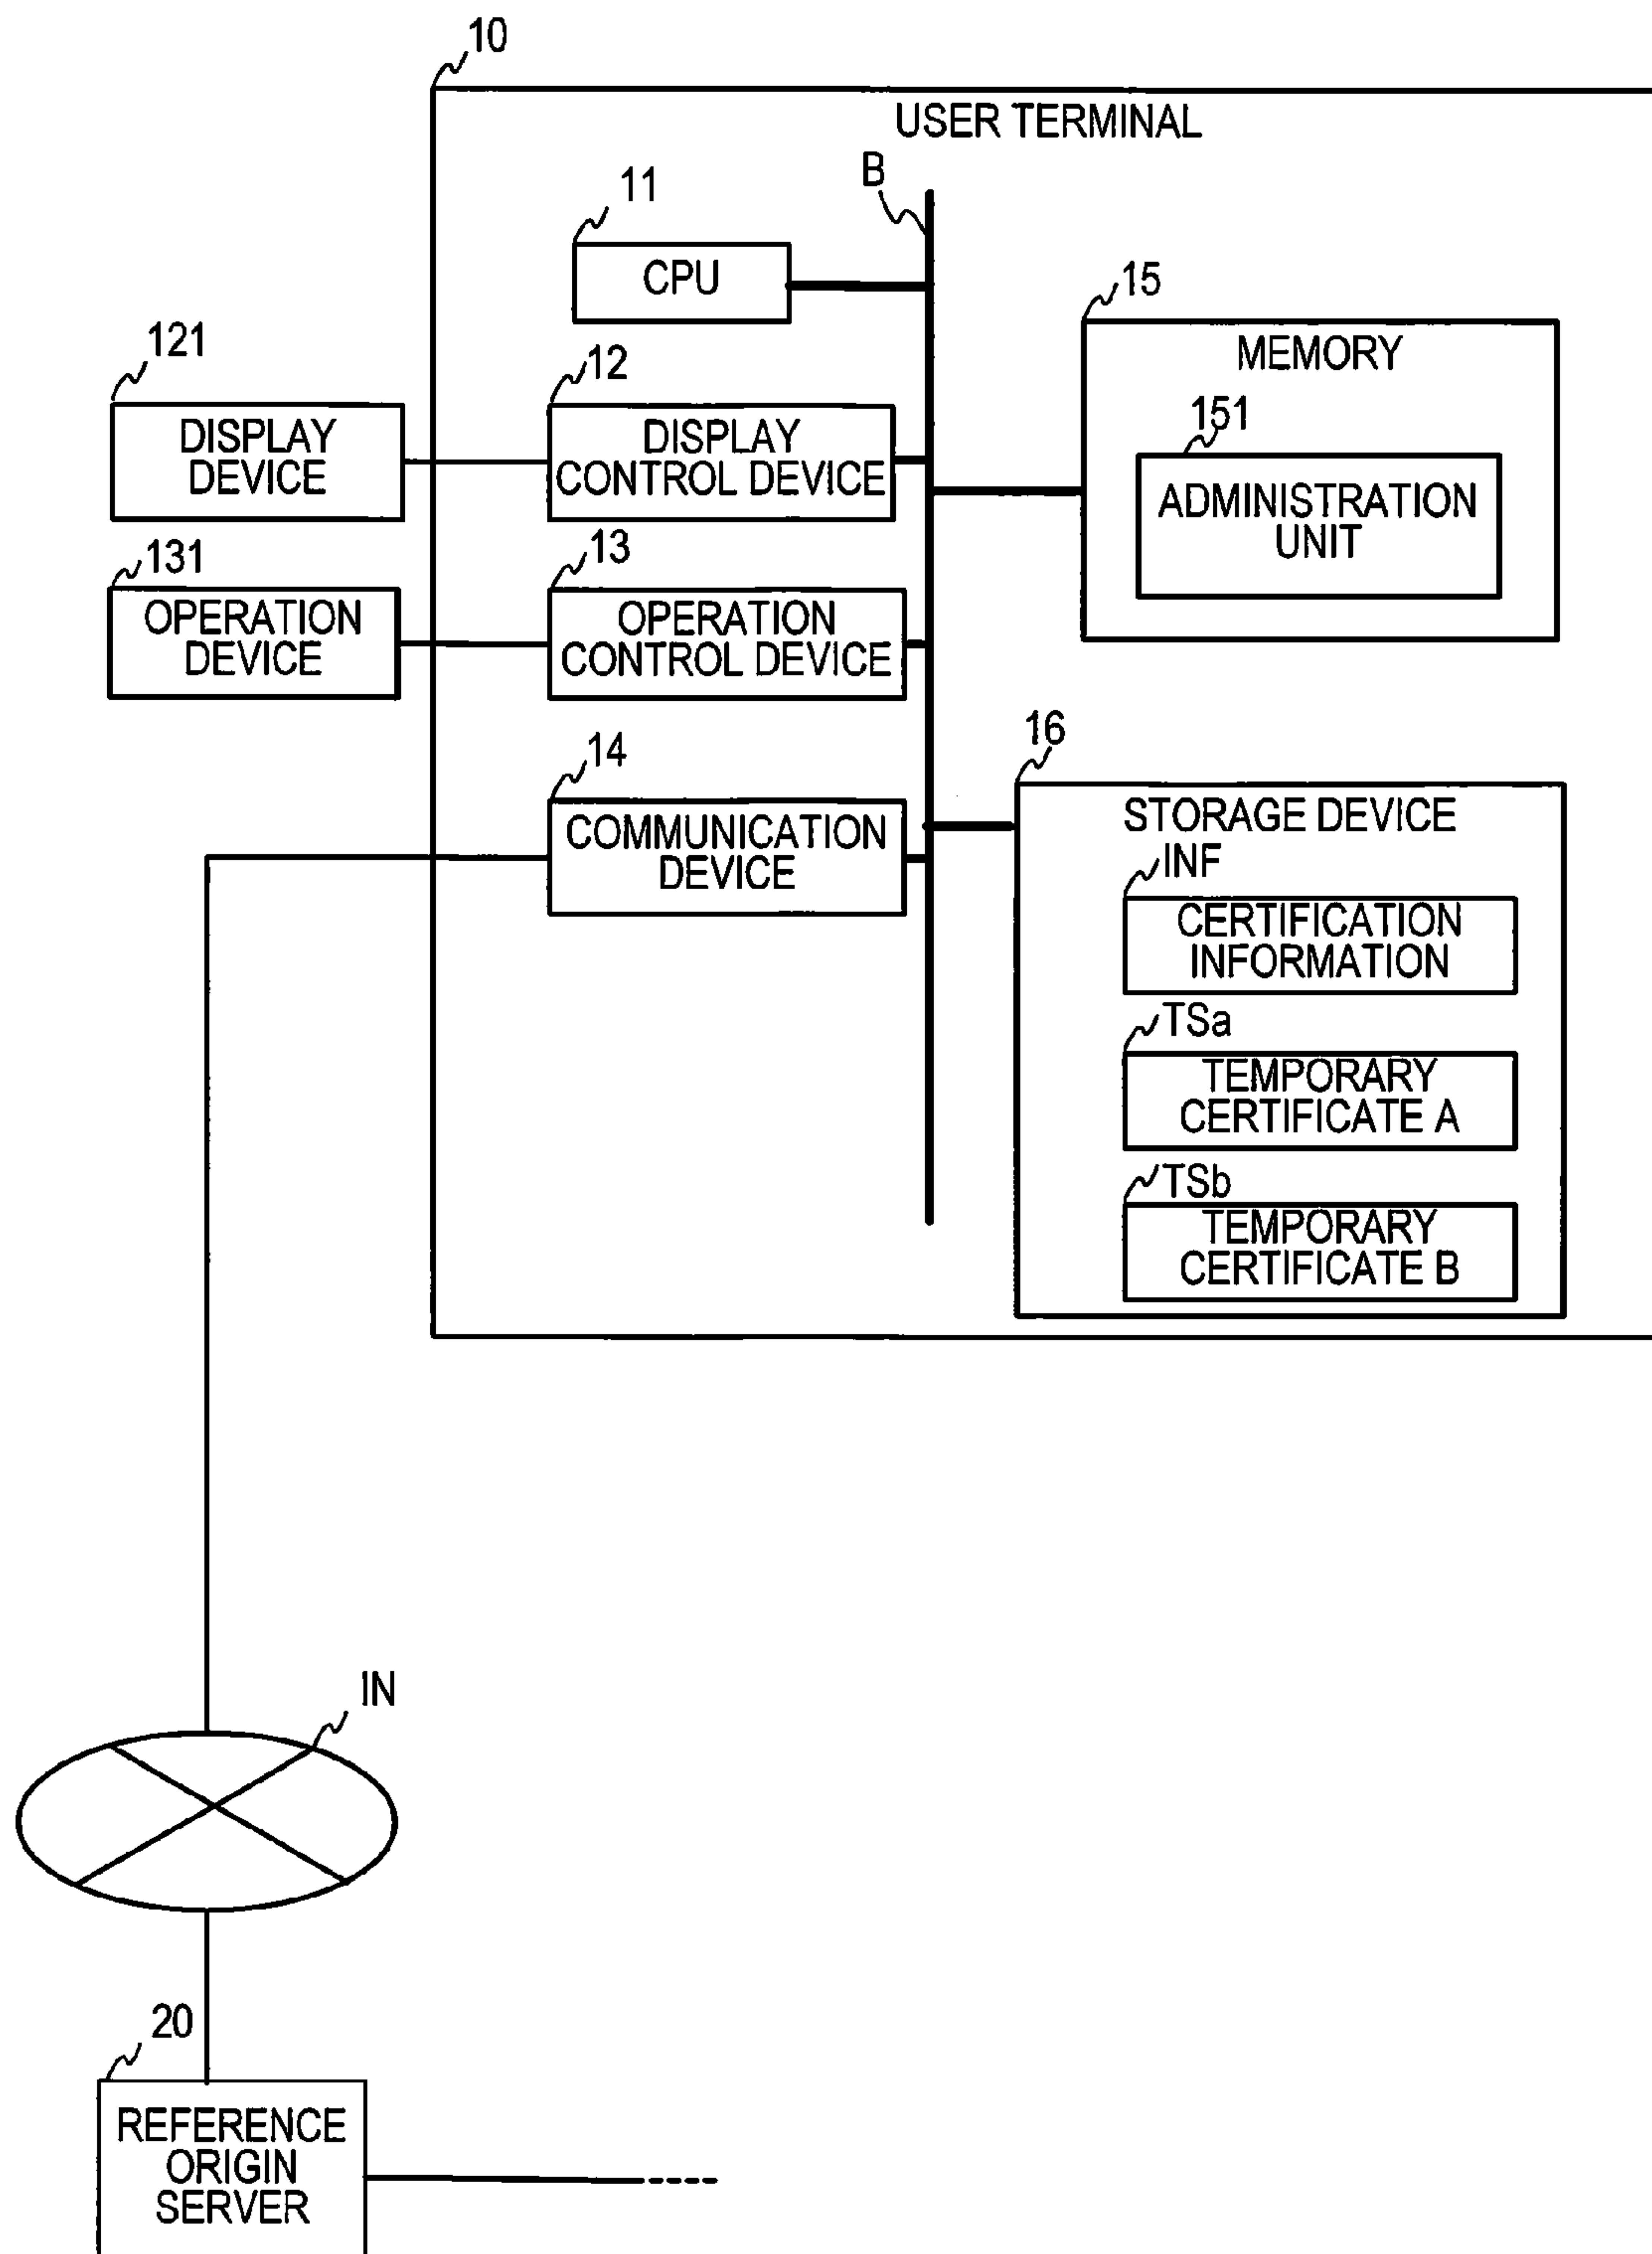 10
USER TERMINAL
B
11
CPU
15
MEMORY
121
DISPLAY
DEVICE
12
DISPLAY
CONTROL DEVICE
151
ADMINISTRATION
UNIT
131
OPERATION
DEVICE
13
OPERATION
CONTROL DEVICE
14
COMMUNICATION
DEVICE
16
STORAGE DEVICE
INF
CERTIFICATION
INFORMATION
TSa
TEMPORARY
CERTIFICATE A
TSb
TEMPORARY
CERTIFICATE B
IN
20
REFERENCE
ORIGIN
SERVER